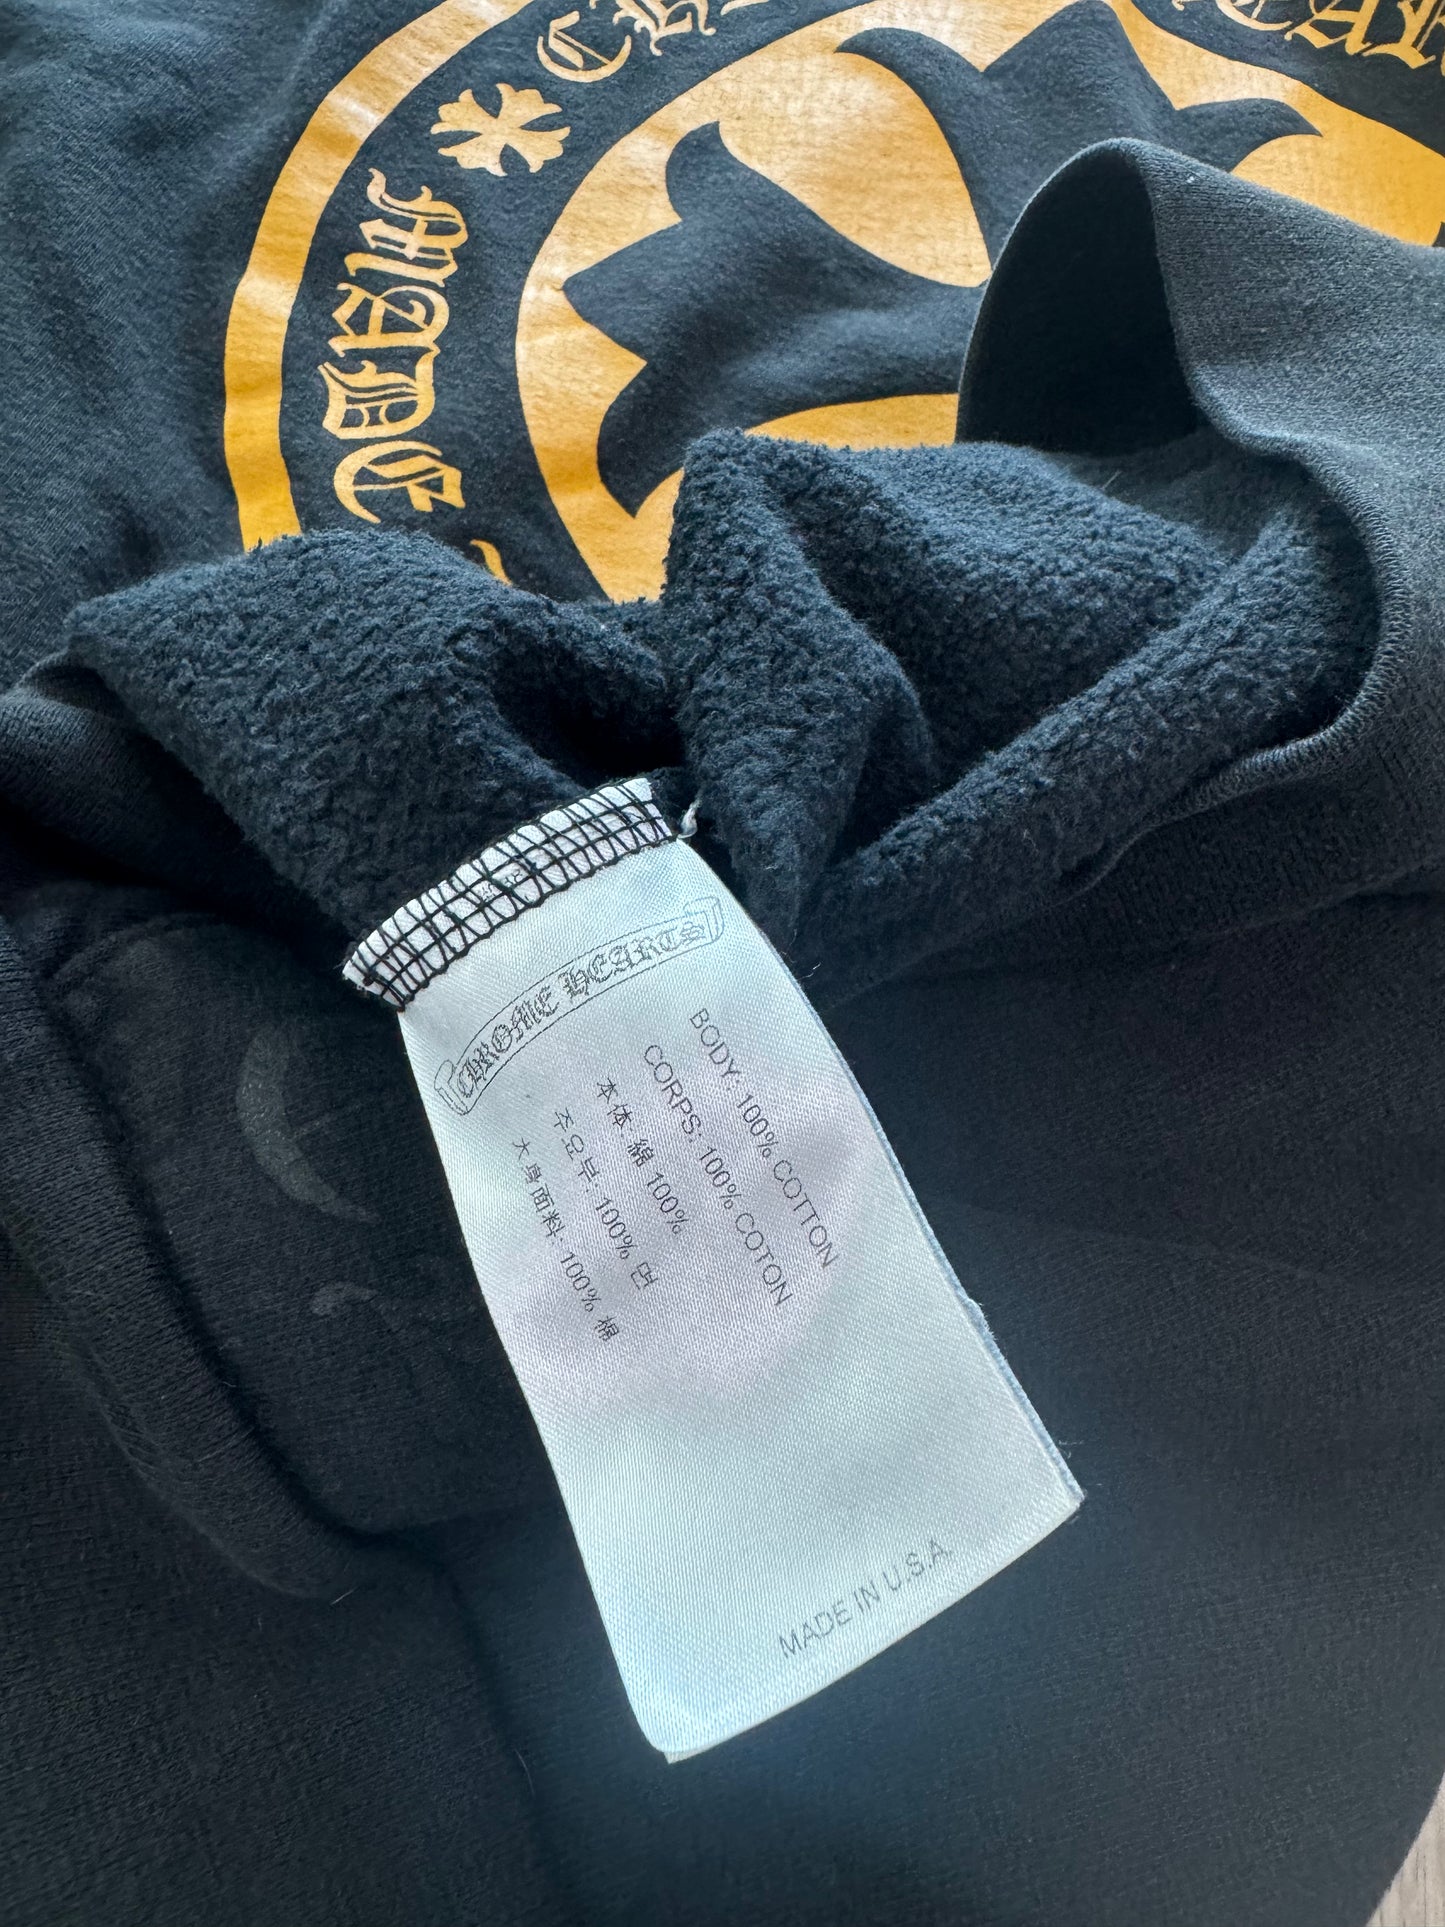 MADE
CHROME HEARTS
BODY: 100% COTTON
CORPS: 100% COTON
本体: 綿 100%
주요부: 100% 면
大身面料: 100% 棉
MADE IN U.S.A.